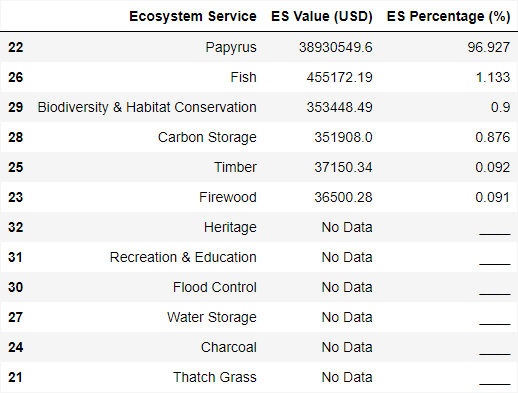 Ecosystem Service ES Value (USD) ES Percentage (%)
22 Papyrus 38930549.6 96.927
26 Fish 455172.19 1.133
29 Biodiversity & Habitat Conservation 353448.49 0.9
28 Carbon Storage 351908.0 0.876
25 Timber 37150.34 0.092
23 Firewood 36500.28 0.091
32 Heritage No Data ____
31 Recreation & Education No Data ____
30 Flood Control No Data ____
27 Water Storage No Data ____
24 Charcoal No Data ____
21 Thatch Grass No Data ____